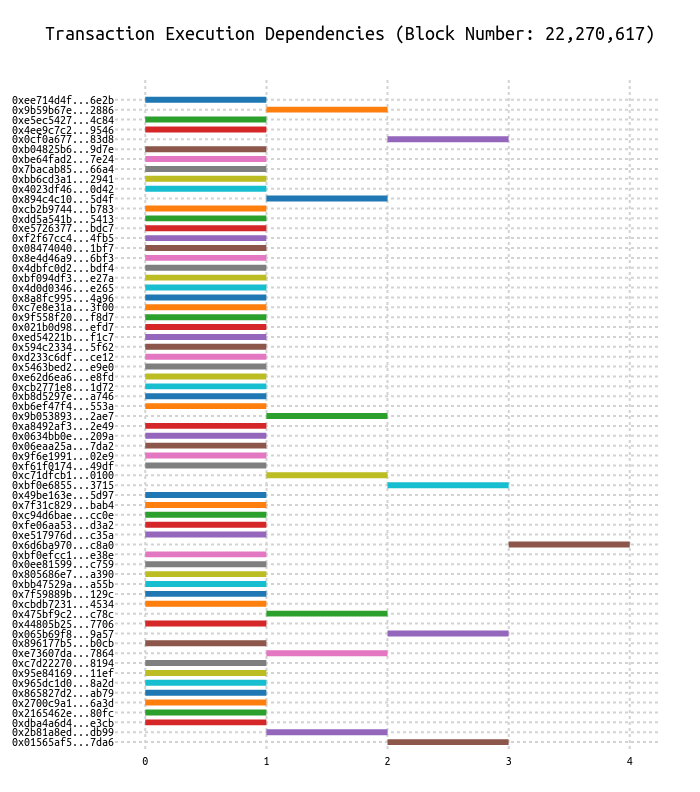 Transaction Execution Dependencies (Block Number: 22,270,617)
0xee714d4f...6e2b
0x9b59b67e...2886
0xe5ec5427...4c84
0x4ee9c7c2...9546
0x0cf0a677...83d8
0xb04825b6...9d7e
0xbe64fad2...7e24
0x7bacab85...66a4
0xbb6cd3a1...2941
0x4023df46...0d42
0x894c4c10...5d4f
0xcb2b9744...b783
0xdd5a541b...5413
0xe5726377...bdc7
0xf2f67cc4...4fb5
0x08474040...1bf7
0x8e4d46a9...6bf3
0x4dbfc0d2...bdf4
0xbf094df3...e27a
0x4d0d0346...e265
0x8a8fc995...4a96
0xc7e8e31a...3f00
0x9f558f20...f8d7
0x021b0d98...efd7
0xed54221b...f1c7
0x594c2334...5f62
0xd233c6df...ce12
0x5463bed2...e9e0
0xe62d6ea6...e8fd
0xcb2771e8...1d72
0xb8d5297e...a746
0xb6ef47f4...553a
0x9b053893...2ae7
0xa8492af3...2e49
0x0634bb0e...209a
0x06eaa25a...7da2
0x9f6e1991...02e9
0xf61f0174...49df
0xc71dfcb1...0100
0xbf0e6855...3715
0x49be163e...5d97
0x7f31c829...bab4
0xc94d6bae...cc0e
0xfe06aa53...d3a2
0xe517976d...c35a
0x6d6ba970...c8a0
0xbf0efcc1...e38e
0x0ee81599...c759
0x805686e7...a390
0xbb47529a...a55b
0x7f59889b...129c
0xcbdb7231...4534
0x475bf9c2...c78c
0x44805b25...7706
0x065b69f8...9a57
0x896177b5...b0cb
0xe73607da...7864
0xc7d22270...8194
0x95e84169...11ef
0x965dc1d0...8a2d
0x865827d2...ab79
0x2700c9a1...6a3d
0x2165462e...80fc
0xdba4a6d4...e3cb
0x2b81a8ed...db99
0x01565af5...7da6
0 1 2 3 4